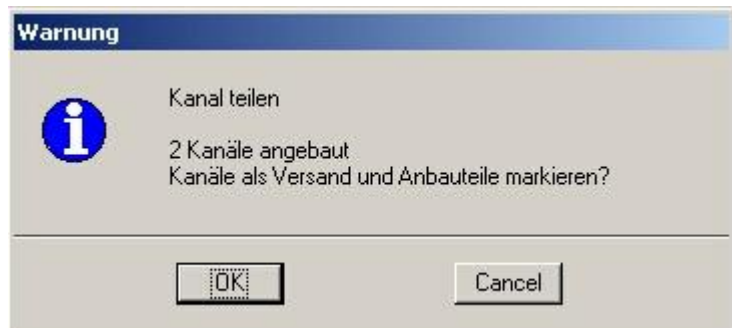 Warnung
Kanal teilen
2 Kanäle angebaut
Kanäle als Versand und Anbauteile markieren?
OK
Cancel